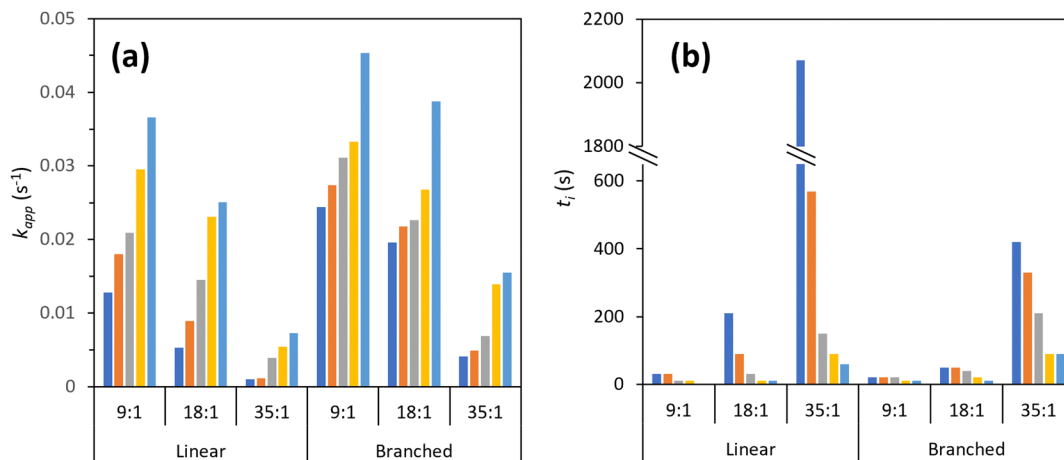 (a)
0.05
0.04
0.03
0.02
0.01
0
k_app (s⁻¹)
9:1 18:1 35:1 9:1 18:1 35:1
Linear Branched
(b)
2200
2000
1800
600
400
200
0
t_i (s)
9:1 18:1 35:1 9:1 18:1 35:1
Linear Branched